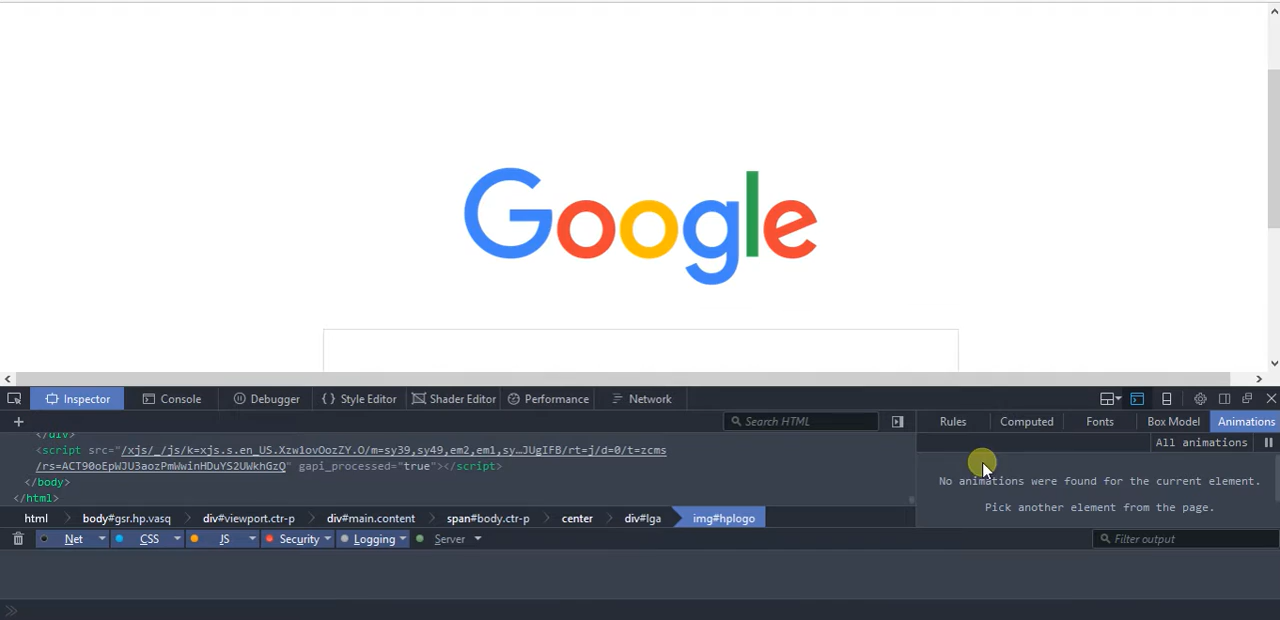 Google
Inspector Console Debugger { } Style Editor Shader Editor Performance Network
+ Search HTML Rules Computed Fonts Box Model Animations
</div>
All animations
<script src="/xjs/_/js/k=xjs.s.en_US.Xzw1ovOozZY.O/m=sy39,sy49,em2,em1,sy…JUgIFB/rt=j/d=0/t=zcms
/rs=ACT90oEpWJU3aozPmWwinHDuYS2UWkhGzQ" gapi_processed="true"></script>
</body>
</html>
No animations were found for the current element.
Pick another element from the page.
html body#gsr.hp.vasq div#viewport.ctr-p div#main.content span#body.ctr-p center div#lga img#hplogo
Net CSS JS Security Logging Server Filter output